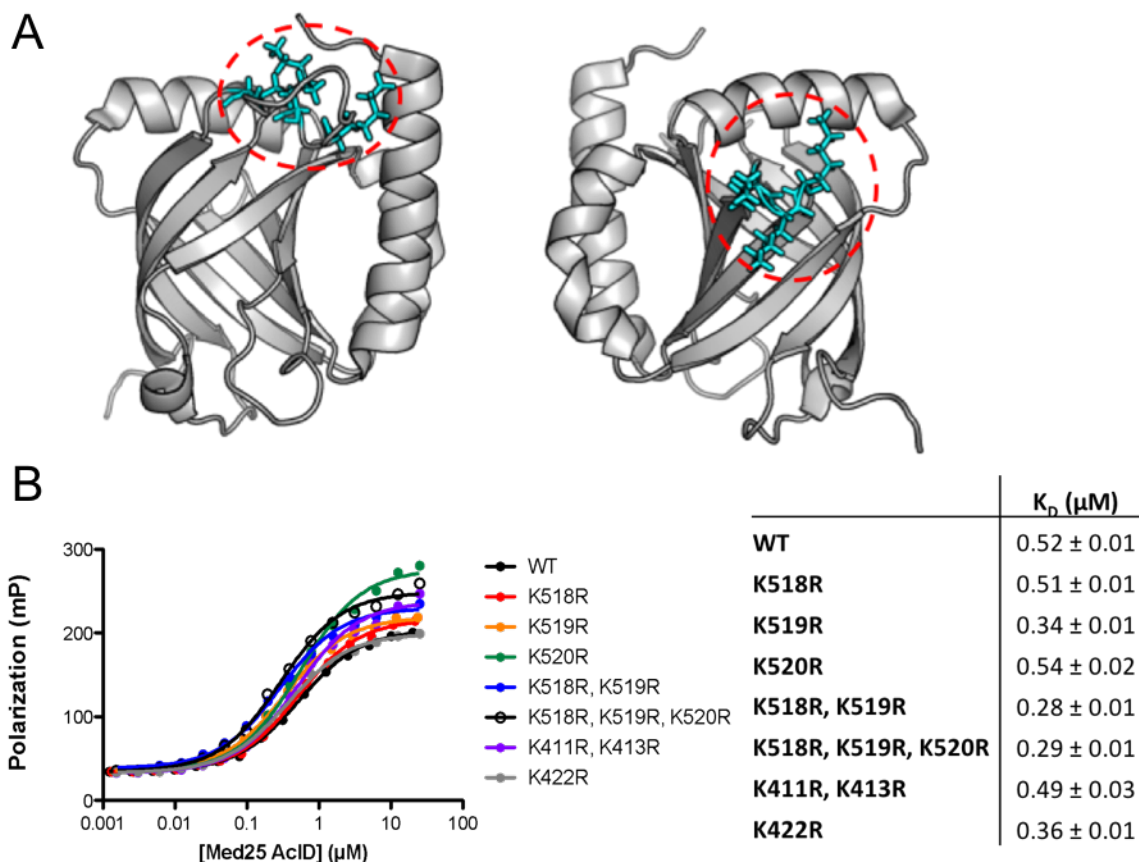 A
B
Polarization (mP)
300
200
100
0
0.001
0.01
0.1
1
10
100
[Med25 AcID] (μM)
WT
K518R
K519R
K520R
K518R, K519R
K518R, K519R, K520R
K411R, K413R
K422R
K_D (μM)
WT 0.52 ± 0.01
K518R 0.51 ± 0.01
K519R 0.34 ± 0.01
K520R 0.54 ± 0.02
K518R, K519R 0.28 ± 0.01
K518R, K519R, K520R 0.29 ± 0.01
K411R, K413R 0.49 ± 0.03
K422R 0.36 ± 0.01